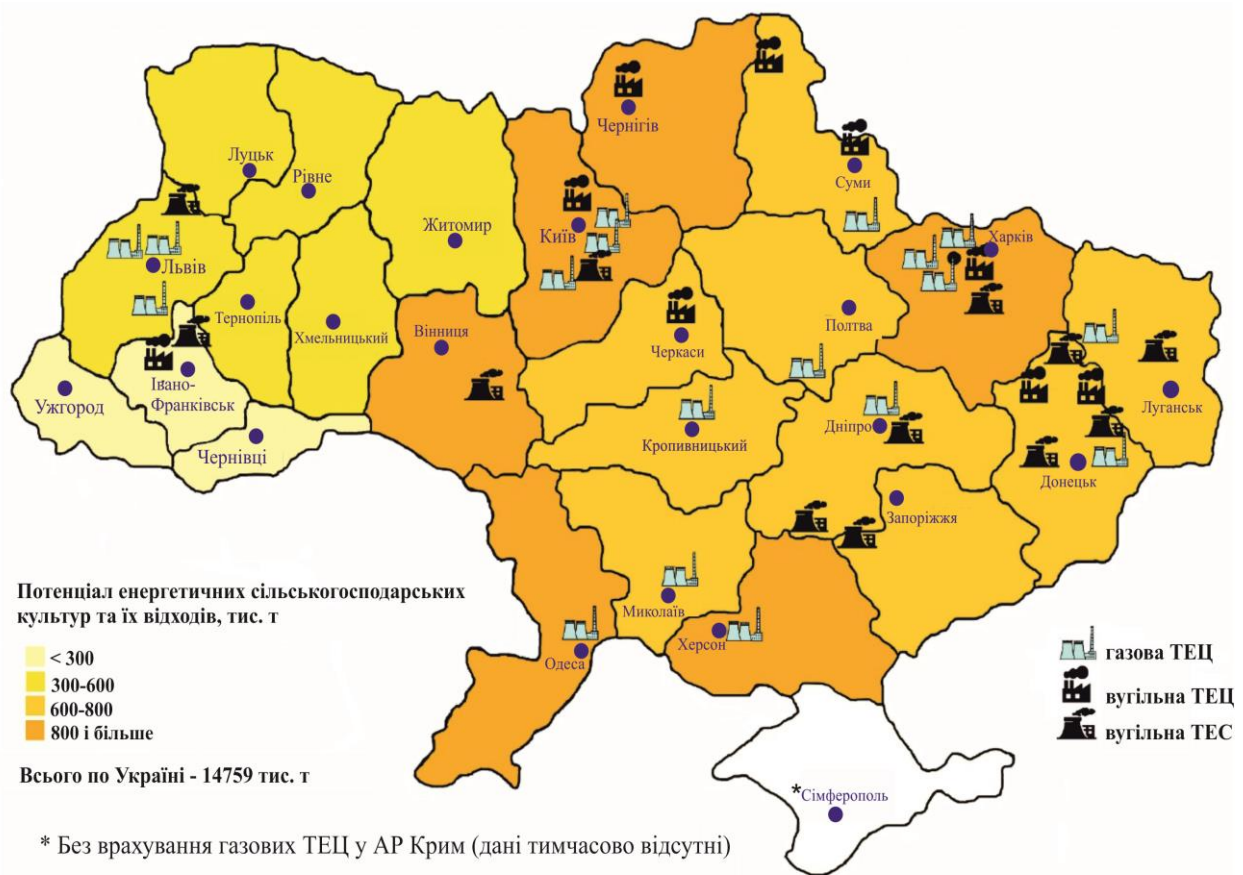 Чернігів
Суми
Луцьк
Рівне
Житомир
Київ
Харків
Львів
Тернопіль
Хмельницький
Вінниця
Черкаси
Полтава
Ужгород
Івано-
Франківськ
Чернівці
Кропивницький
Дніпро
Луганськ
Донецьк
Запоріжжя
Миколаїв
Херсон
Одеса
Потенціал енергетичних сільськогосподарських
культур та їх відходів, тис. т
< 300
300-600
600-800
800 і більше
Всього по Україні - 14759 тис. т
газова ТЕЦ
вугільна ТЕЦ
вугільна ТЕС
*Сімферополь
* Без врахування газових ТЕЦ у АР Крим (дані тимчасово відсутні)